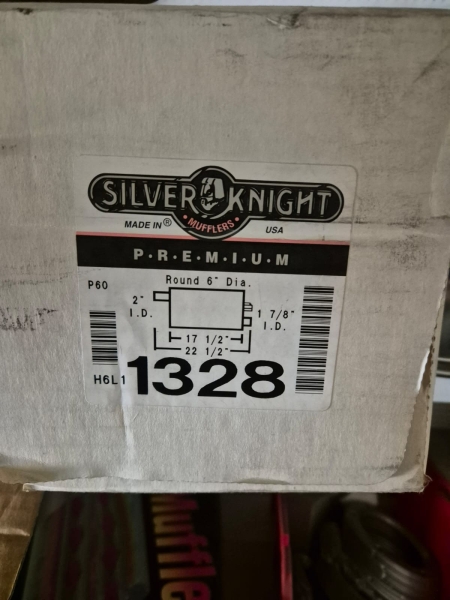 SILVER KNIGHT
MUFFLERS
MADE IN ® USA
P·R·E·M·I·U·M
P60
Round 6" Dia.
2"
I.D.
1 7/8"
I.D.
17 1/2"
22 1/2"
H6L1
1328
Muffle